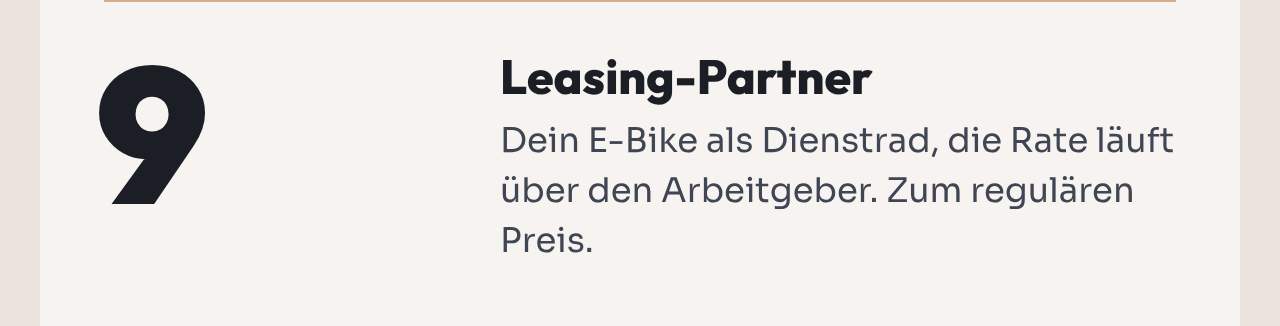 9
Leasing-Partner
Dein E-Bike als Dienstrad, die Rate läuft
über den Arbeitgeber. Zum regulären
Preis.